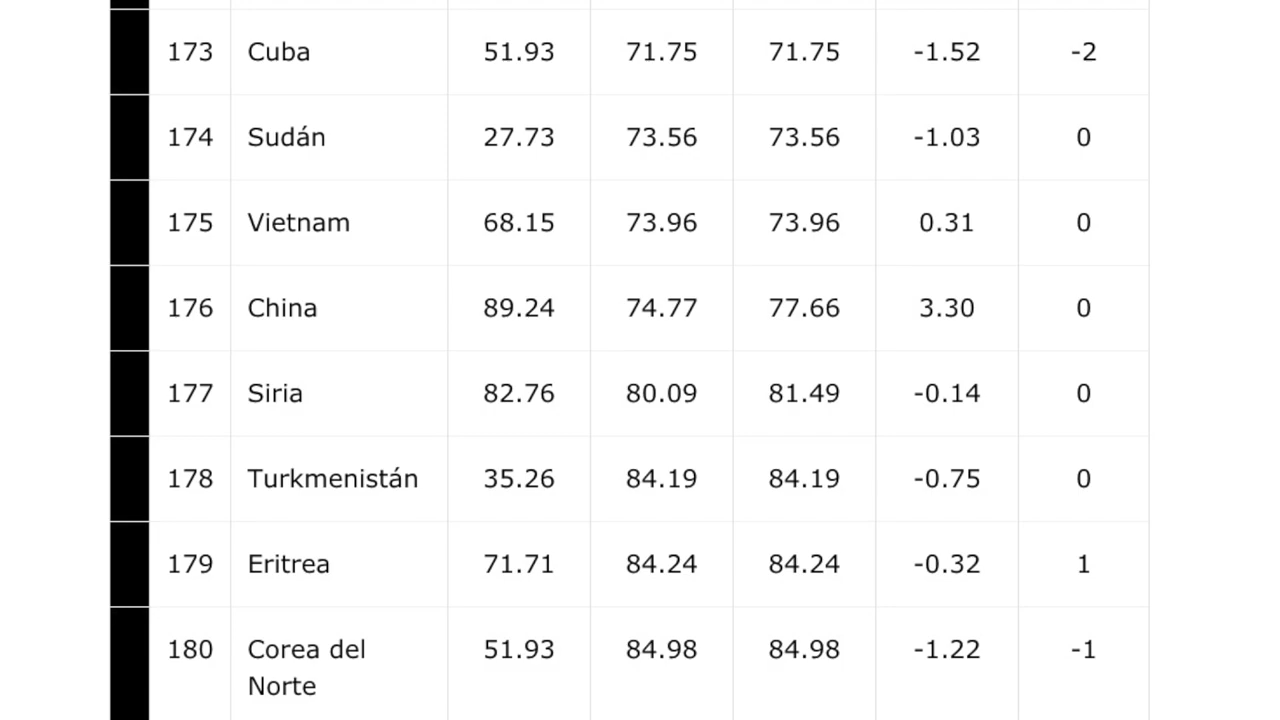 173 Cuba 51.93 71.75 71.75 -1.52 -2
174 Sudán 27.73 73.56 73.56 -1.03 0
175 Vietnam 68.15 73.96 73.96 0.31 0
176 China 89.24 74.77 77.66 3.30 0
177 Siria 82.76 80.09 81.49 -0.14 0
178 Turkmenistán 35.26 84.19 84.19 -0.75 0
179 Eritrea 71.71 84.24 84.24 -0.32 1
180 Corea del 51.93 84.98 84.98 -1.22 -1
Norte